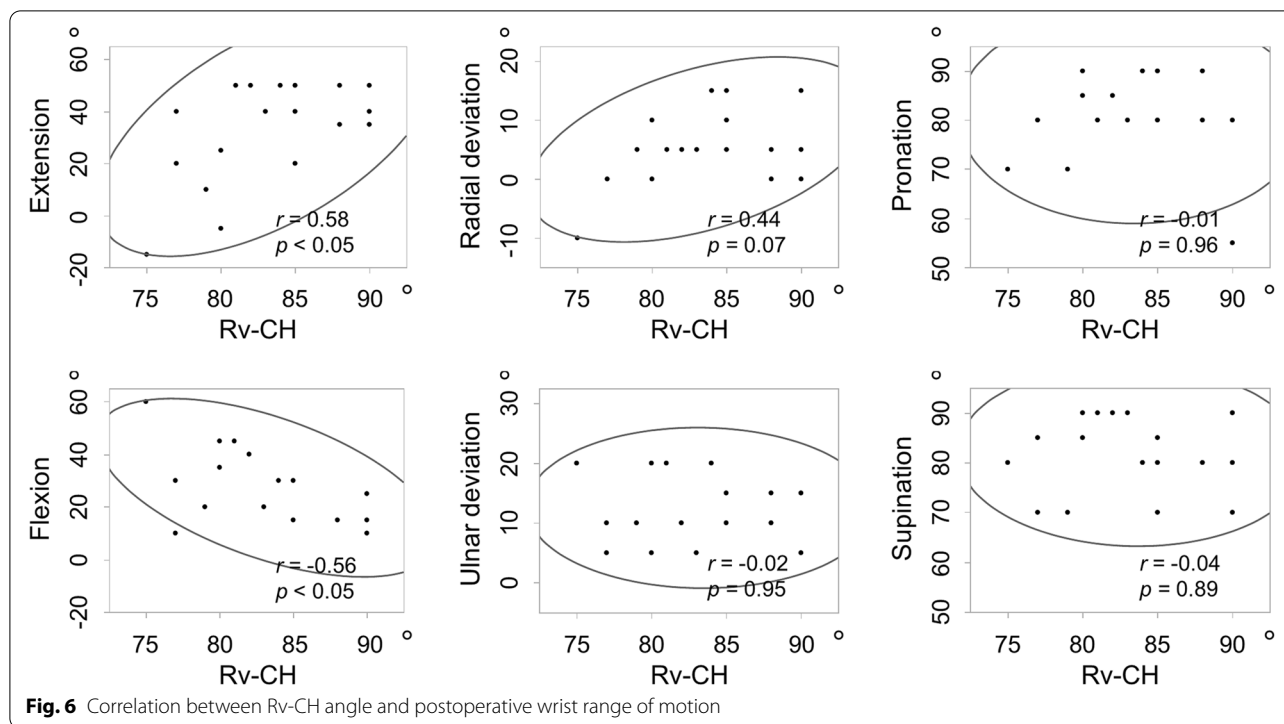 Extension
º
60
40
20
0
-20
r = 0.58
p < 0.05
75 80 85 90 º
Rv-CH
Radial deviation
º
20
10
0
-10
r = 0.44
p = 0.07
75 80 85 90 º
Rv-CH
Pronation
º
90
80
70
60
50
r = -0.01
p = 0.96
75 80 85 90 º
Rv-CH
Flexion
º
60
40
20
0
-20
r = -0.56
p < 0.05
75 80 85 90 º
Rv-CH
Ulnar deviation
º
30
20
10
0
r = -0.02
p = 0.95
75 80 85 90 º
Rv-CH
Supination
º
90
80
70
60
50
r = -0.04
p = 0.89
75 80 85 90 º
Rv-CH
Fig. 6 Correlation between Rv-CH angle and postoperative wrist range of motion